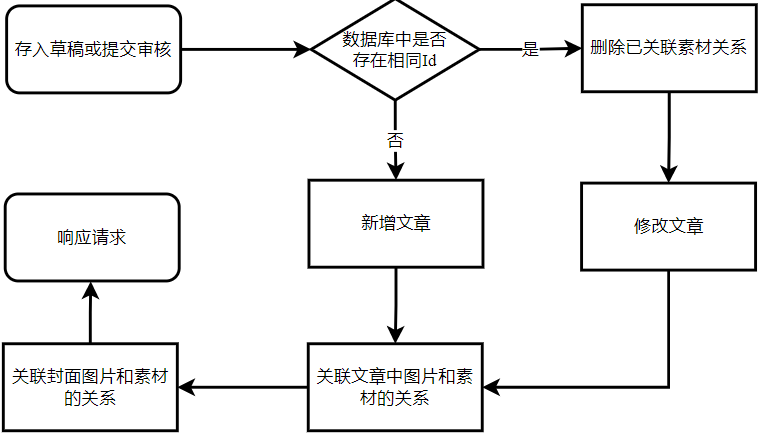 存入草稿或提交审核
数据库中是否
存在相同Id
是
删除已关联素材关系
否
新增文章
修改文章
响应请求
关联封面图片和素材
的关系
关联文章中图片和素
材的关系